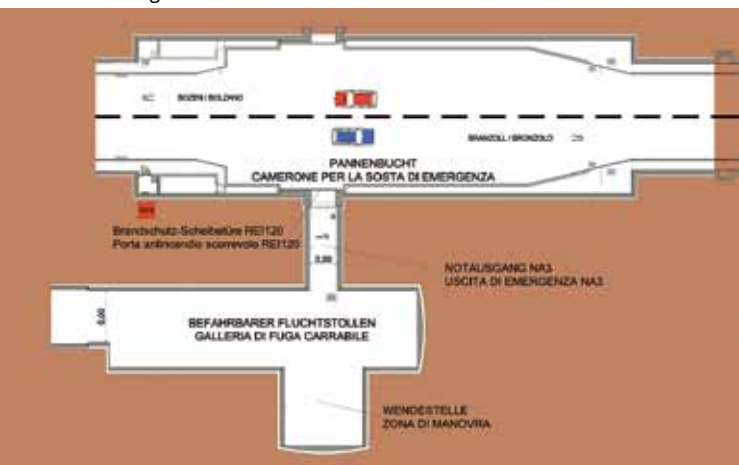 BOZEN / BOLZANO
BRANZOLL / BRONZOLO
PANNENBUCHT
CAMERONE PER LA SOSTA DI EMERGENZA
Brandschutz-Scheibetüre REI120
Porta antincendio scorrevole REI120
NOTAUSGANG NA3
USCITA DI EMERGENZA NA3
BEFAHRBARER FLUCHTSTOLLEN
GALLERIA DI FUGA CARRABILE
WENDESTELLE
ZONA DI MANOVRA